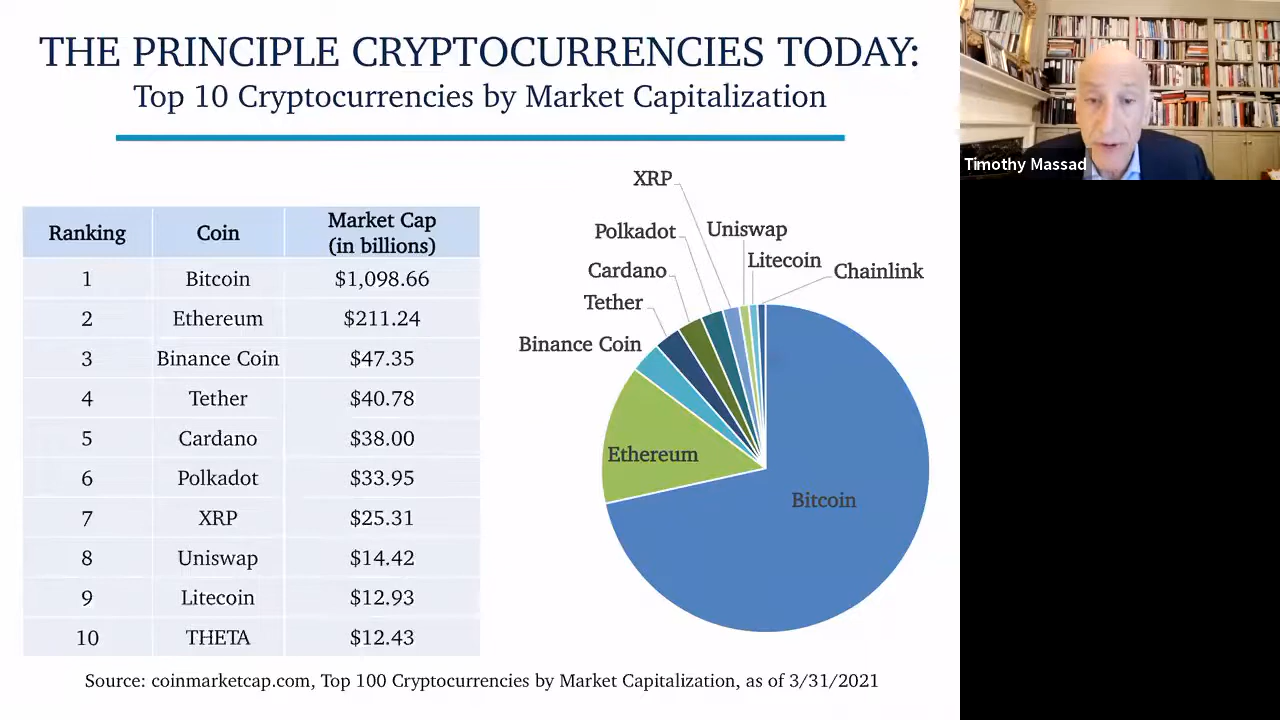 THE PRINCIPLE CRYPTOCURRENCIES TODAY:
Top 10 Cryptocurrencies by Market Capitalization
Timothy Massad
Ranking Coin Market Cap (in billions)
1 Bitcoin $1,098.66
2 Ethereum $211.24
3 Binance Coin $47.35
4 Tether $40.78
5 Cardano $38.00
6 Polkadot $33.95
7 XRP $25.31
8 Uniswap $14.42
9 Litecoin $12.93
10 THETA $12.43
XRP
Polkadot
Uniswap
Cardano
Litecoin
Chainlink
Tether
Binance Coin
Ethereum
Bitcoin
Source: coinmarketcap.com, Top 100 Cryptocurrencies by Market Capitalization, as of 3/31/2021